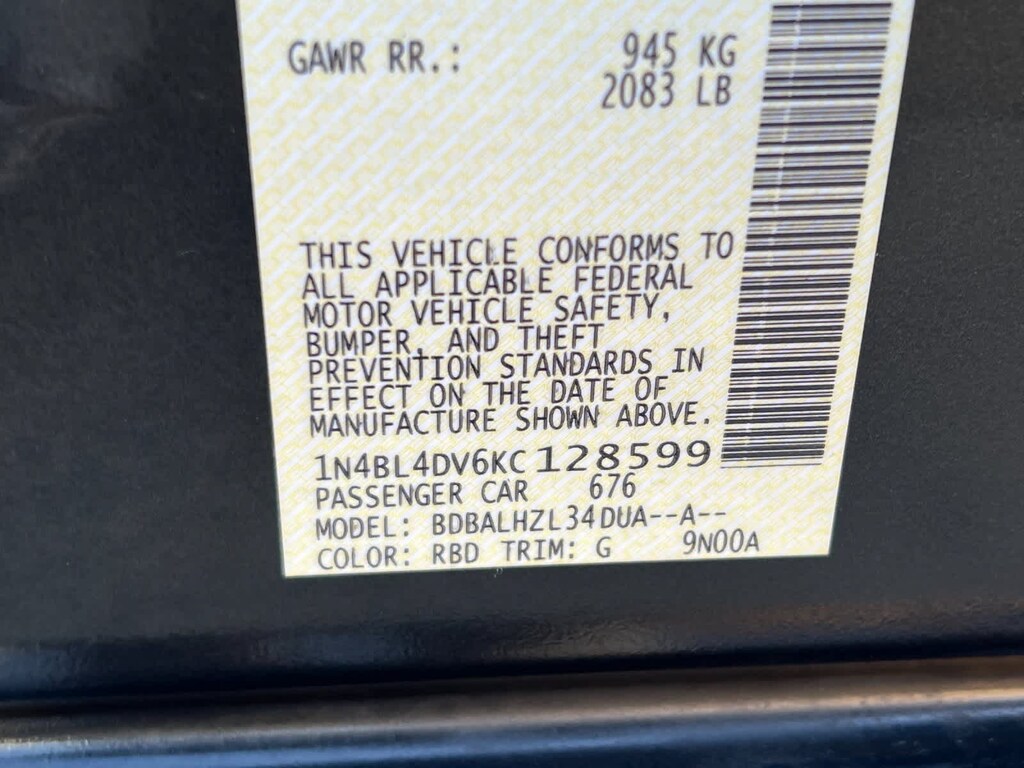 GAWR RR.: 945 KG
2083 LB
THIS VEHICLE CONFORMS TO
ALL APPLICABLE FEDERAL
MOTOR VEHICLE SAFETY,
BUMPER, AND THEFT
PREVENTION STANDARDS IN
EFFECT ON THE DATE OF
MANUFACTURE SHOWN ABOVE.
1N4BL4DV6KC128599
PASSENGER CAR 676
MODEL: BDBALHZL34DUA--A--
COLOR: RBD TRIM: G 9N00A